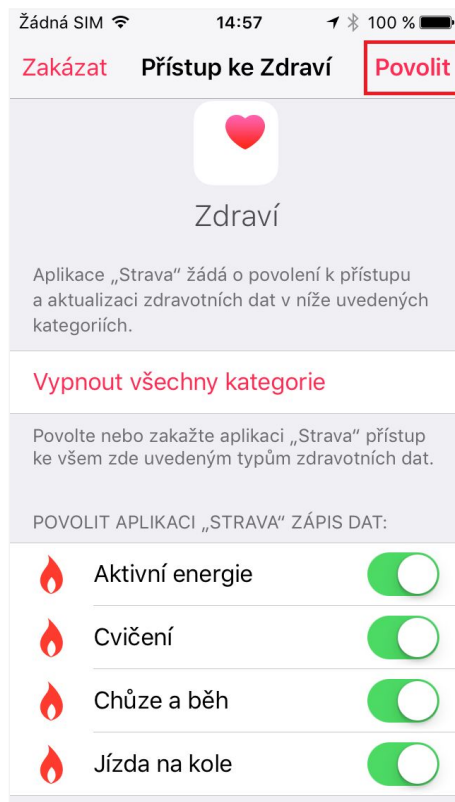 Žádná SIM 14:57 100 %
Zakázat Přístup ke Zdraví Povolit
Zdraví
Aplikace „Strava“ žádá o povolení k přístupu
a aktualizaci zdravotních dat v níže uvedených
kategoriích.
Vypnout všechny kategorie
Povolte nebo zakažte aplikaci „Strava“ přístup
ke všem zde uvedeným typům zdravotních dat.
POVOLIT APLIKACI „STRAVA“ ZÁPIS DAT:
Aktivní energie
Cvičení
Chůze a běh
Jízda na kole